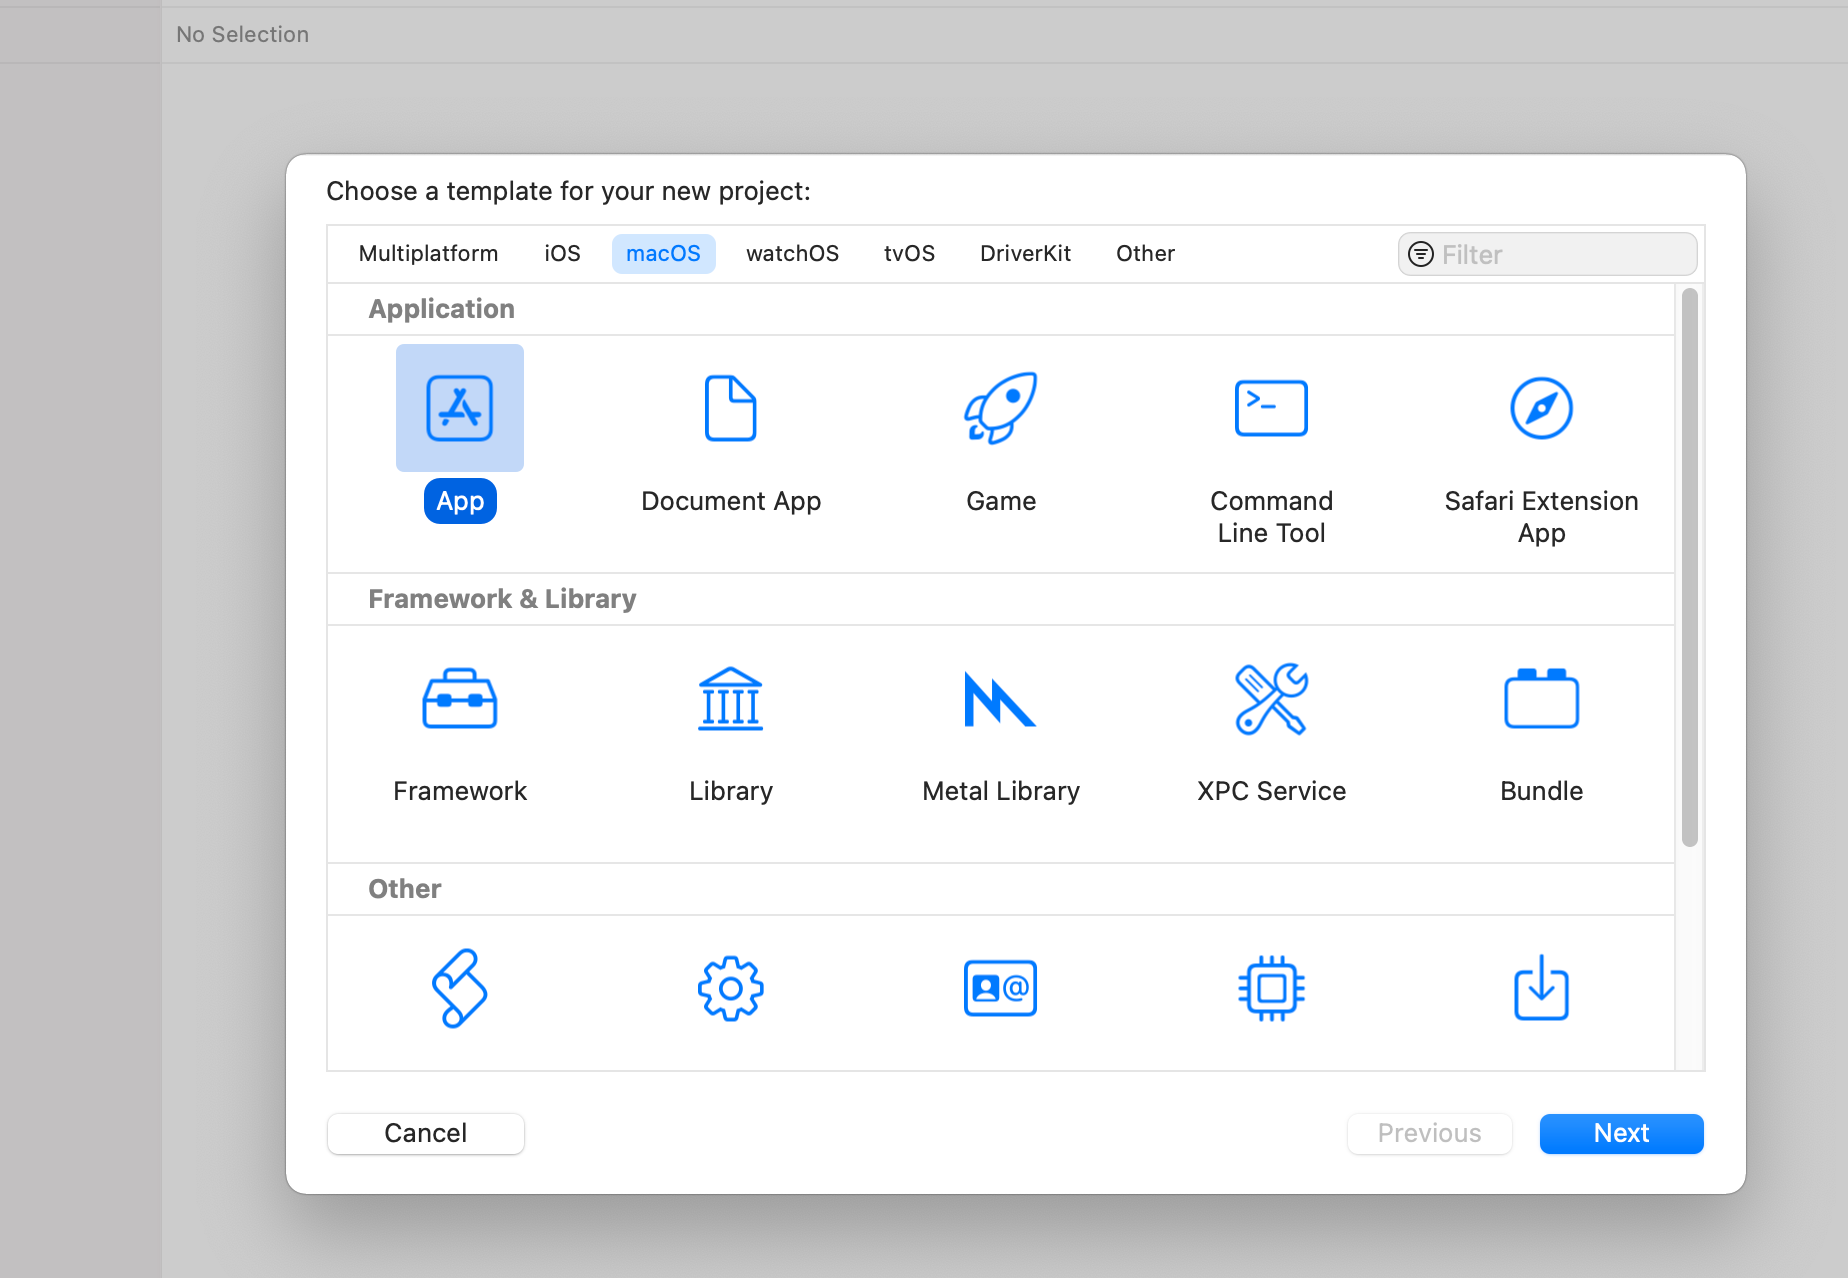 No Selection
Choose a template for your new project:
Multiplatform iOS macOS watchOS tvOS DriverKit Other Filter
Application
App Document App Game Command Line Tool Safari Extension App
Framework & Library
Framework Library Metal Library XPC Service Bundle
Other
Cancel Previous Next